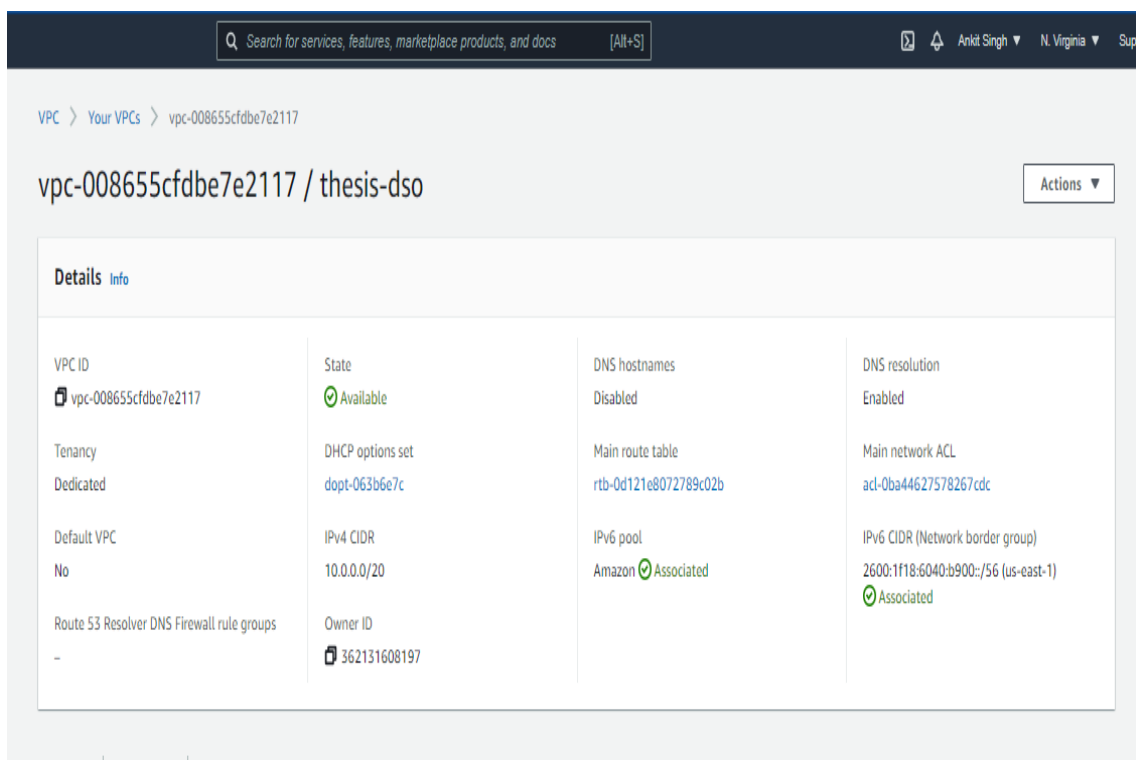 Search for services, features, marketplace products, and docs [Alt+S] Ankit Singh ▼ N. Virginia ▼ Sup
VPC > Your VPCs > vpc-008655cfdbe7e2117
vpc-008655cfdbe7e2117 / thesis-dso
Actions ▼
Details Info
VPC ID
vpc-008655cfdbe7e2117
State
Available
DNS hostnames
Disabled
DNS resolution
Enabled
Tenancy
Dedicated
DHCP options set
dopt-063b6e7c
Main route table
rtb-0d121e8072789c02b
Main network ACL
acl-0ba44627578267cdc
Default VPC
No
IPv4 CIDR
10.0.0.0/20
IPv6 pool
Amazon Associated
IPv6 CIDR (Network border group)
2600:1f18:6040:b900::/56 (us-east-1)
Associated
Route 53 Resolver DNS Firewall rule groups
–
Owner ID
362131608197